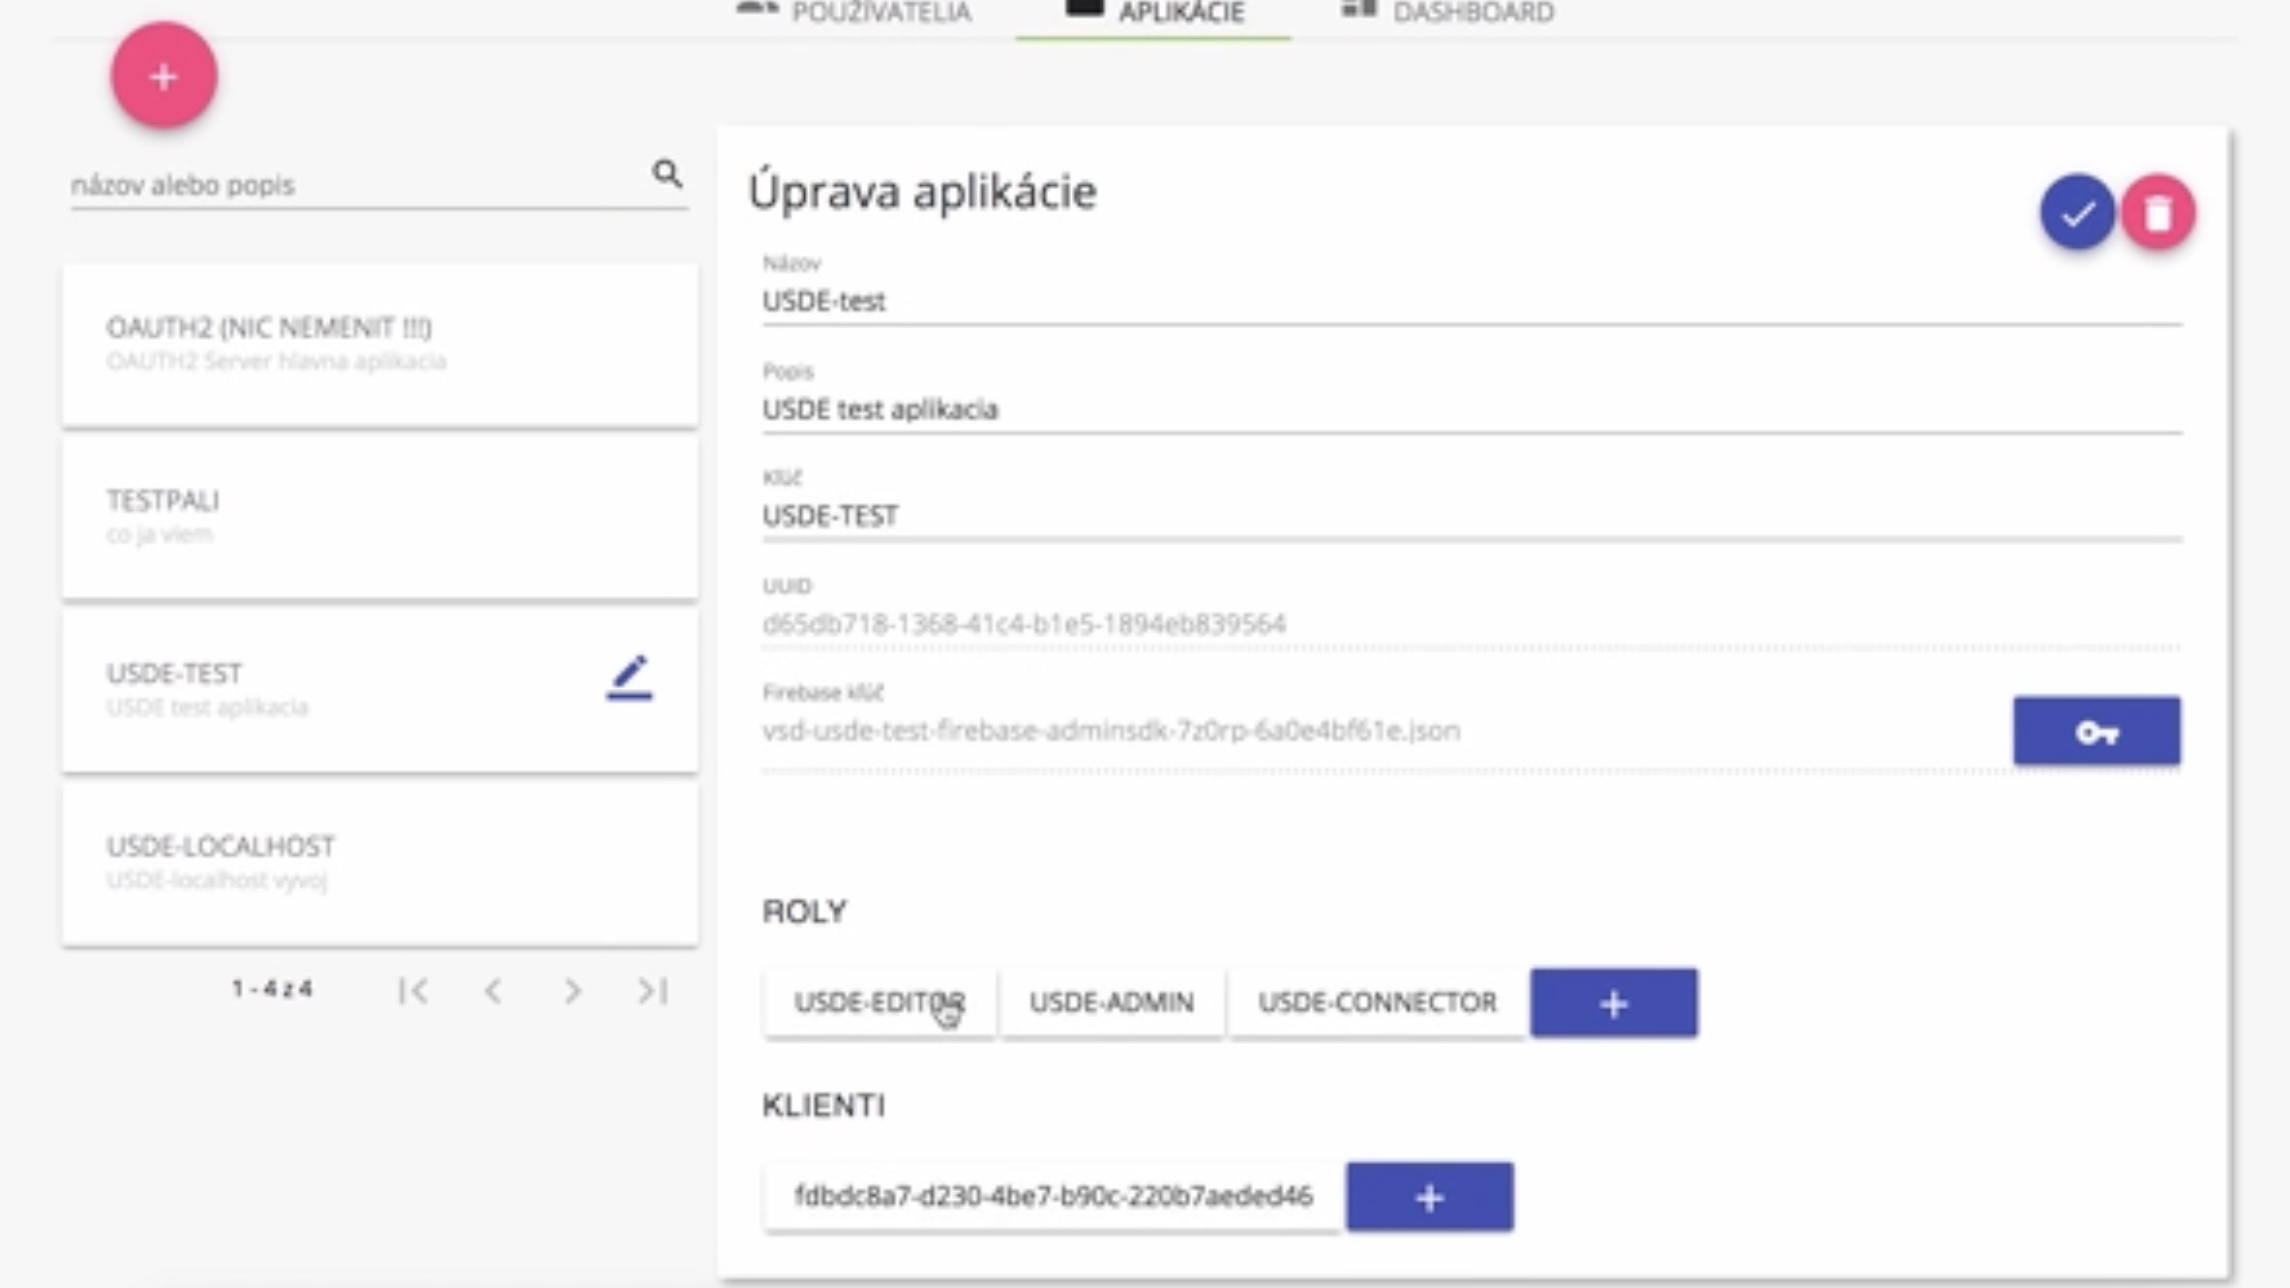 POUŽÍVATELIA
APLIKÁCIE
DASHBOARD
názov alebo popis
OAUTH2 (NIC NEMENIT !!!)
OAUTH2 Server hlavna aplikacia
TESTPALI
co ja viem
USDE-TEST
USDE test aplikacia
USDE-LOCALHOST
USDE-localhost vyvoj
1 - 4 z 4
Úprava aplikácie
Názov
USDE-test
Popis
USDE test aplikacia
Kľúč
USDE-TEST
UUID
d65db718-1368-41c4-b1e5-1894eb839564
Firebase kľúč
vsd-usde-test-firebase-adminsdk-7z0rp-6a0e4bf61e.json
ROLY
USDE-EDITOR
USDE-ADMIN
USDE-CONNECTOR
KLIENTI
fdbdc8a7-d230-4be7-b90c-220b7aeded46